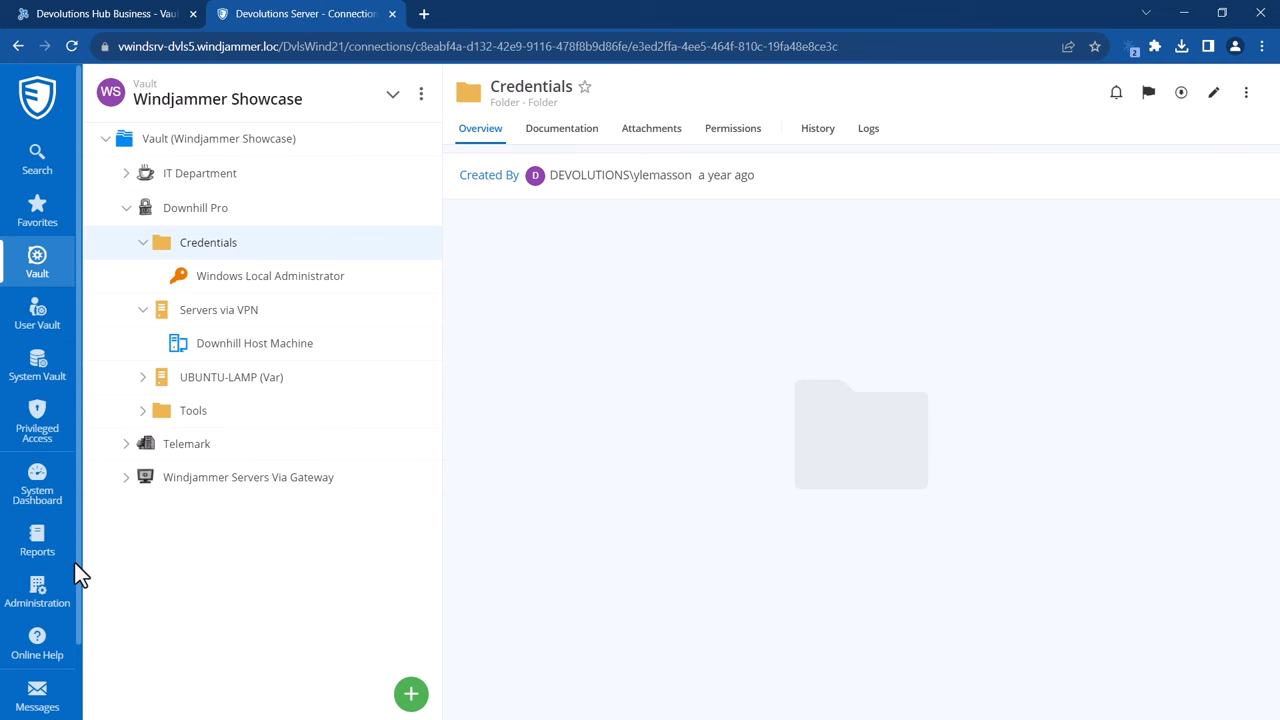 Devolutions Hub Business - Vau
Devolutions Server - Connection
vwindsrv-dvls5.windjammer.loc/DvlsWind21/connections/c8eabf4a-d132-42e9-9116-478f8b9d86fe/e3ed2ffa-4ee5-464f-810c-19fa48e8ce3c
2
Search
Favorites
Vault
User Vault
System Vault
Privileged
Access
System
Dashboard
Reports
Administration
Online Help
Messages
WS
Vault
Windjammer Showcase
Vault (Windjammer Showcase)
IT Department
Downhill Pro
Credentials
Windows Local Administrator
Servers via VPN
Downhill Host Machine
UBUNTU-LAMP (Var)
Tools
Telemark
Windjammer Servers Via Gateway
Credentials
Folder - Folder
Overview Documentation Attachments Permissions History Logs
Created By D DEVOLUTIONS\ylemasson a year ago